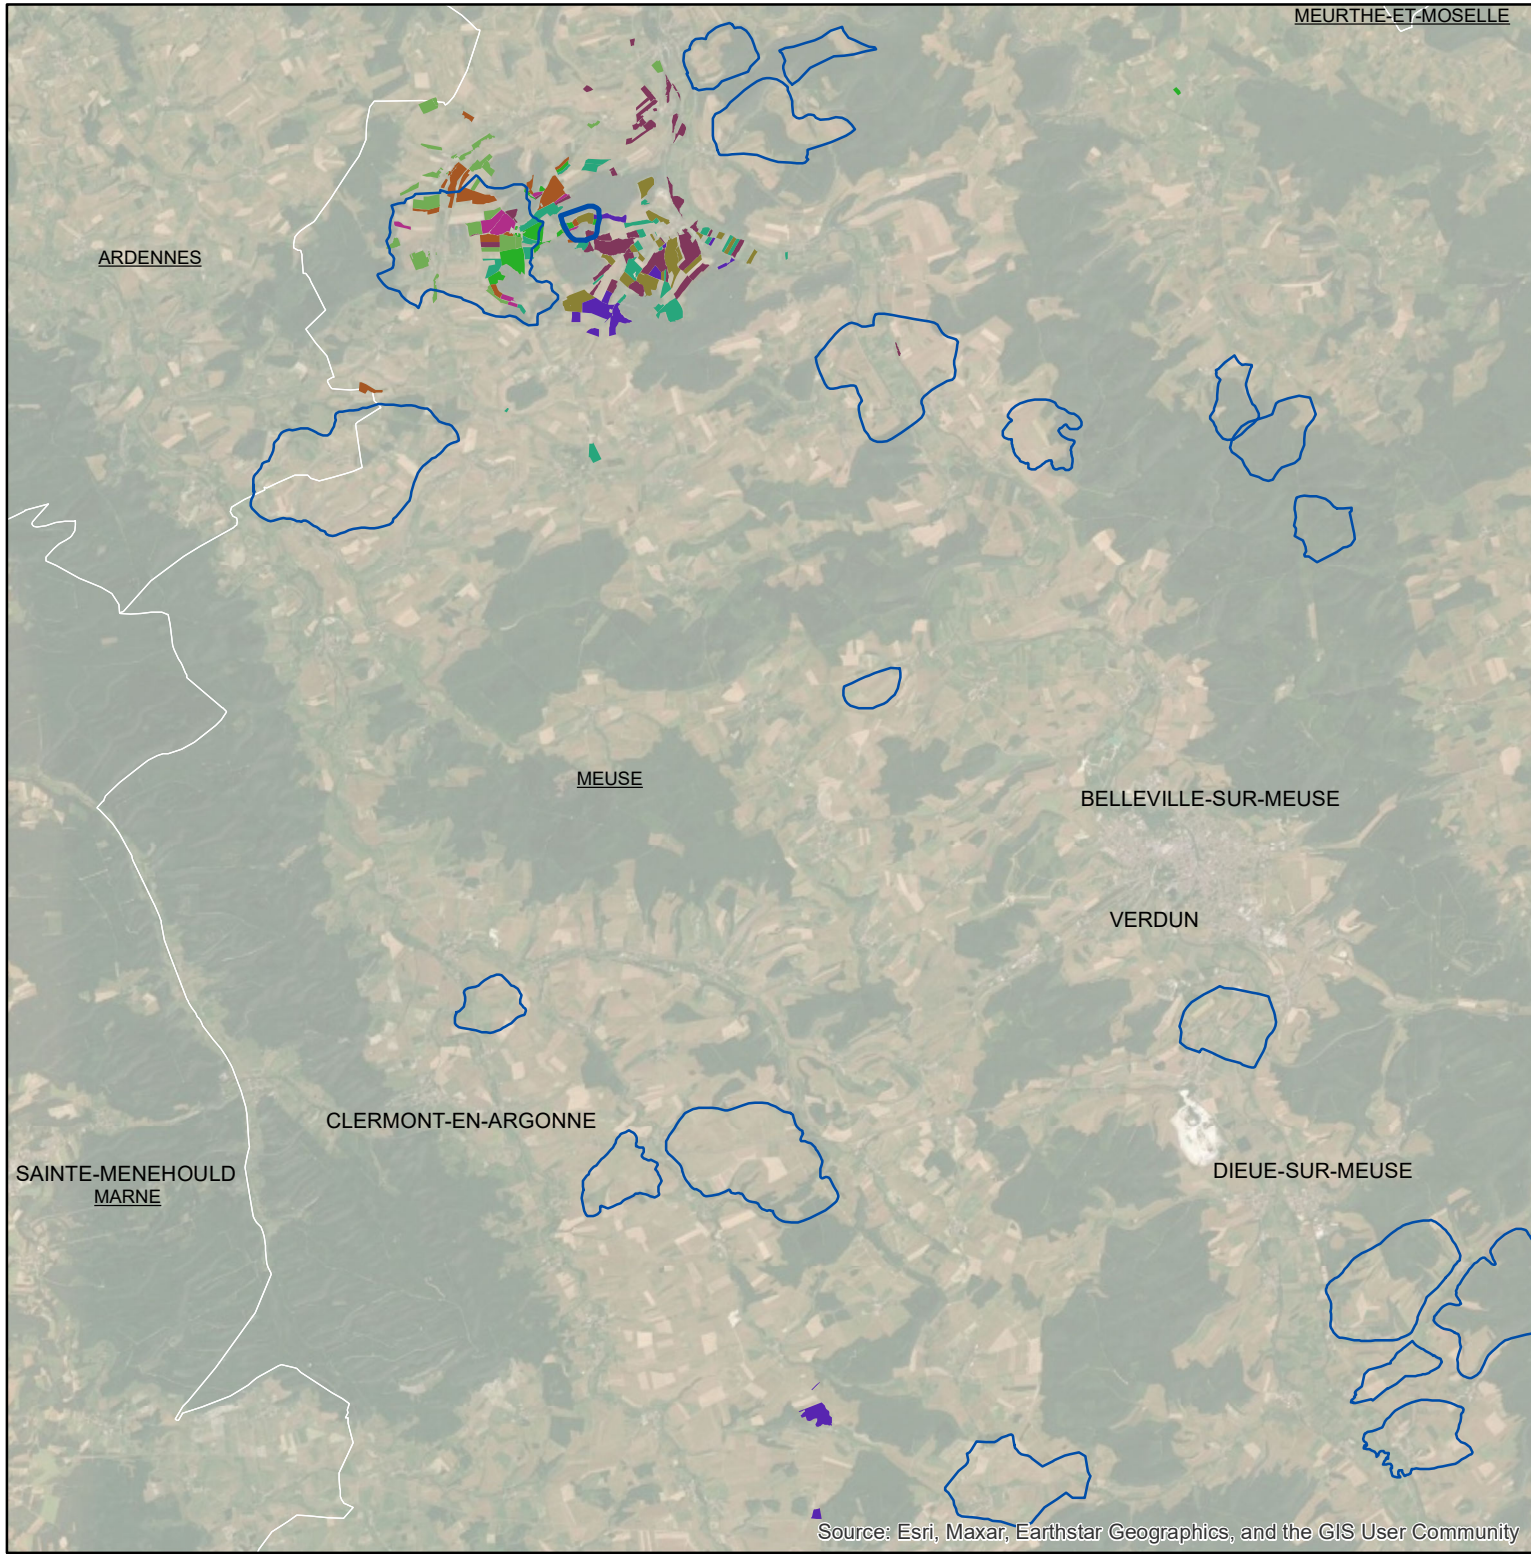 MEURTHE-ET-MOSELLE
ARDENNES
MEUSE
BELLEVILLE-SUR-MEUSE
VERDUN
CLERMONT-EN-ARGONNE
SAINTE-MENEHOULD
MARNE
DIEUE-SUR-MEUSE
Source: Esri, Maxar, Earthstar Geographics, and the GIS User Community